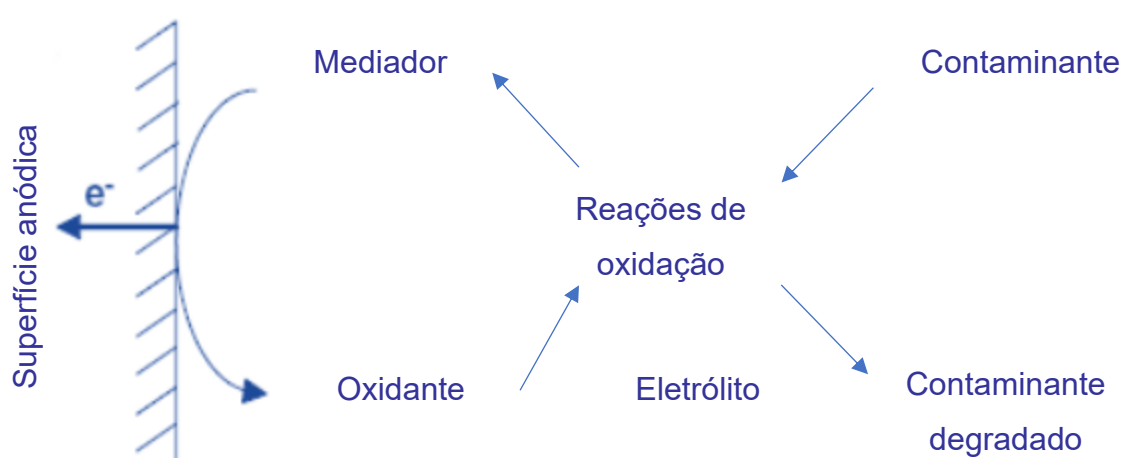 Mediador
Contaminante
Superfície anódica
e-
Reações de
oxidação
Oxidante
Eletrólito
Contaminante
degradado